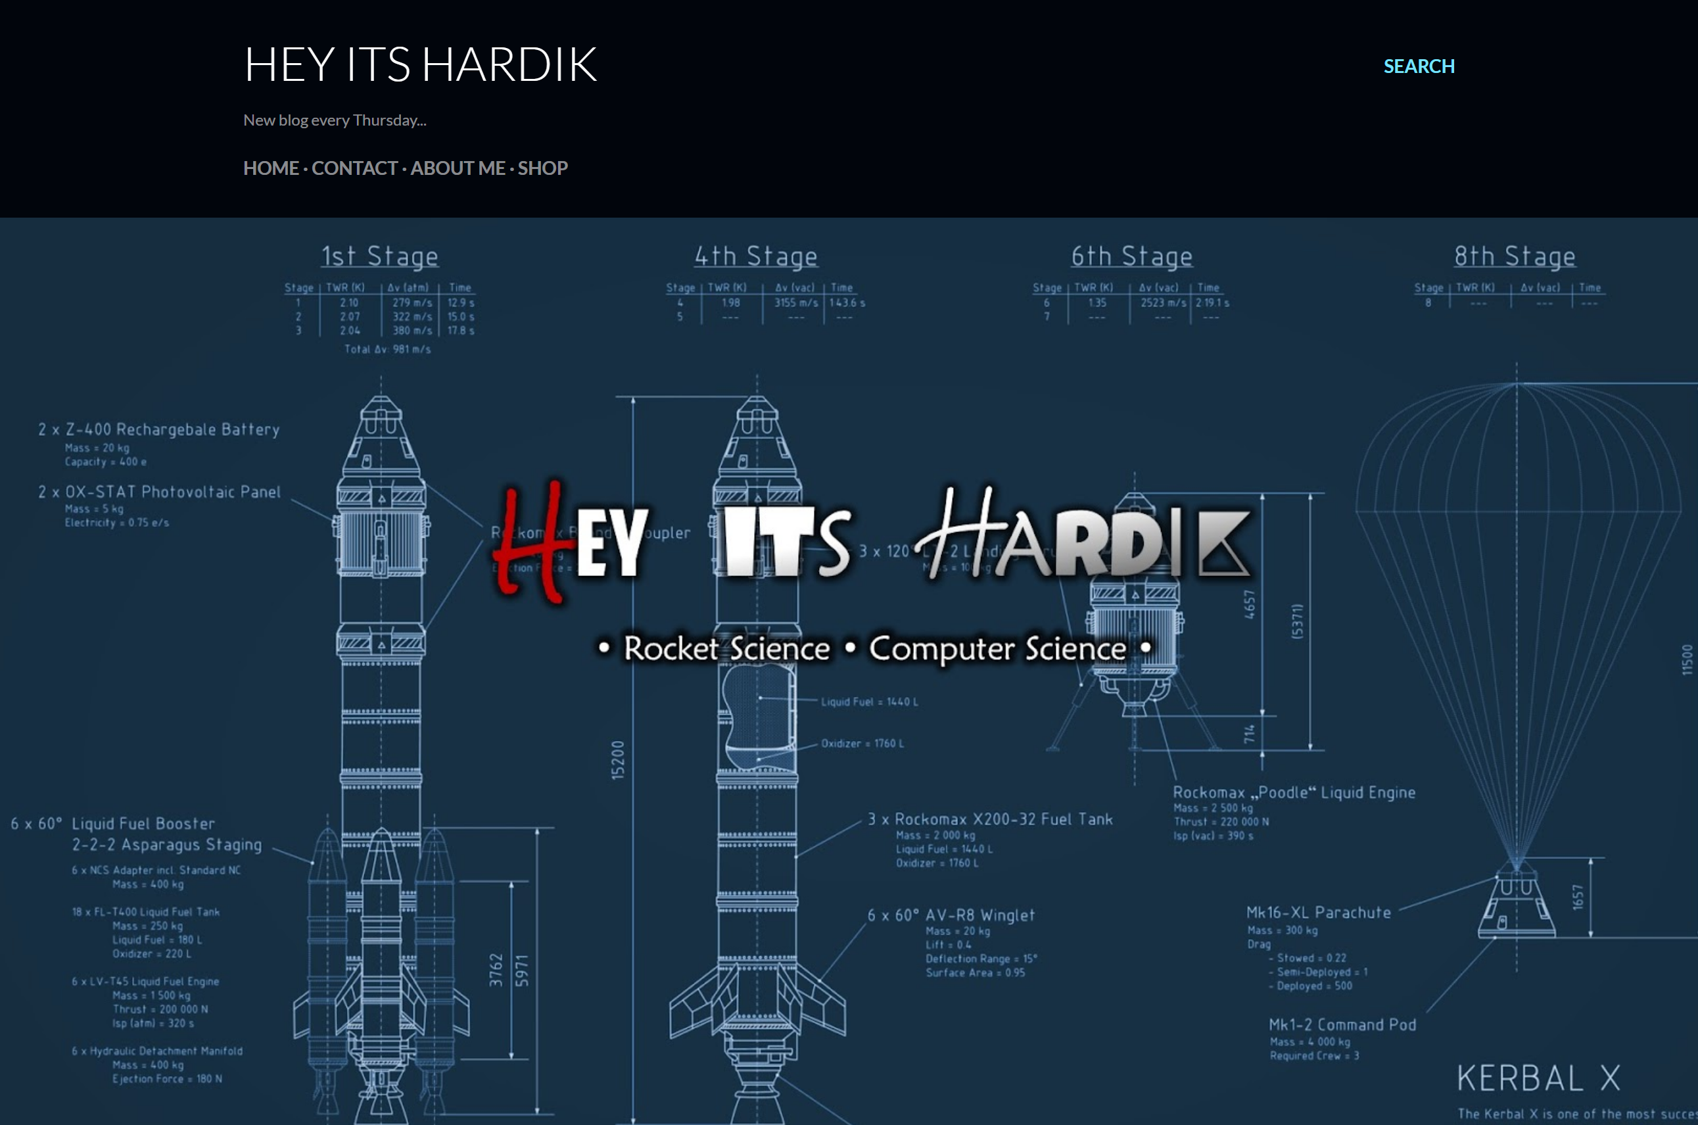 HEY ITS HARDIK
SEARCH
New blog every Thursday...
HOME · CONTACT · ABOUT ME · SHOP
1st Stage
Stage TWR (K) Δv (atm) Time
1 2.10 279 m/s 12.9 s
2 2.07 322 m/s 15.0 s
3 2.04 380 m/s 17.8 s
Total Δv: 981 m/s
4th Stage
Stage TWR (K) Δv (vac) Time
4 1.98 3155 m/s 143.6 s
5 --- --- ---
6th Stage
Stage TWR (K) Δv (vac) Time
6 1.35 2523 m/s 219.1 s
7 --- --- ---
8th Stage
Stage TWR (K) Δv (vac) Time
8 --- --- ---
2 x Z-400 Rechargebale Battery
Mass = 20 kg
Capacity = 400 e
2 x OX-STAT Photovoltaic Panel
Mass = 5 kg
Electricity = 0.75 e/s
Rockomax
3 x 120°
HEY ITS HARDIK
• Rocket Science • Computer Science •
Liquid Fuel = 1440 L
Oxidizer = 1760 L
15200
4657
(5371)
714
11500
Rockomax „Poodle“ Liquid Engine
Mass = 2 500 kg
Thrust = 220 000 N
Isp (vac) = 390 s
6 x 60° Liquid Fuel Booster
2-2-2 Asparagus Staging
6 x NCS Adapter incl. Standard NC
Mass = 400 kg
18 x FL-T400 Liquid Fuel Tank
Mass = 250 kg
Liquid Fuel = 180 L
Oxidizer = 220 L
6 x LV-T45 Liquid Fuel Engine
Mass = 1 500 kg
Thrust = 200 000 N
Isp (atm) = 320 s
6 x Hydraulic Detachment Manifold
Mass = 400 kg
Ejection Force = 180 N
3762
5971
3 x Rockomax X200-32 Fuel Tank
Mass = 2 000 kg
Liquid Fuel = 1440 L
Oxidizer = 1760 L
6 x 60° AV-R8 Winglet
Mass = 20 kg
Lift = 0.4
Deflection Range = 15°
Surface Area = 0.95
1657
Mk16-XL Parachute
Mass = 300 kg
Drag
- Stowed = 0.22
- Semi-Deployed = 1
- Deployed = 500
Mk1-2 Command Pod
Mass = 4 000 kg
Required Crew = 3
KERBAL X
The Kerbal X is one of the most